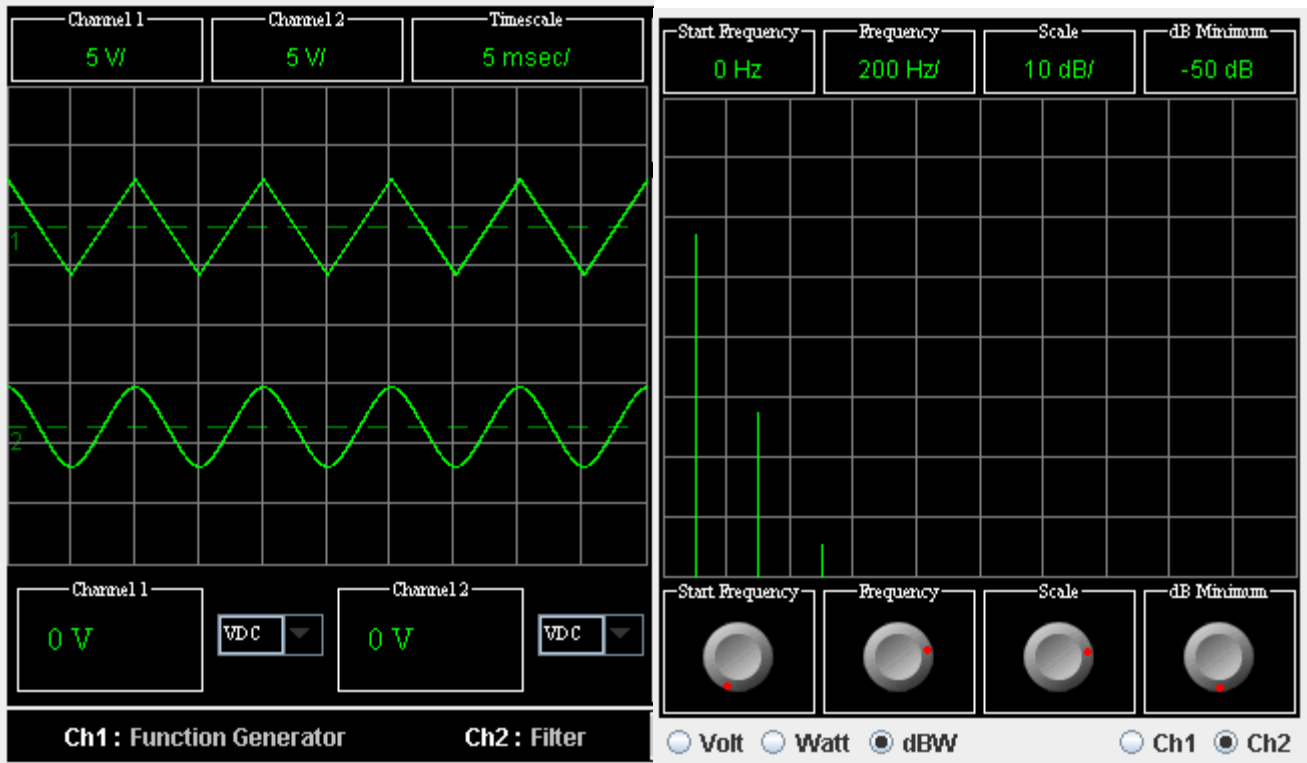 Channel 1 Channel 2 Timescale
5 V/ 5 V/ 5 msec/
1
2
Channel 1 Channel 2
0 V VDC 0 V VDC
Ch1 : Function Generator Ch2 : Filter
Start Frequency Frequency Scale dB Minimum
0 Hz 200 Hz/ 10 dB/ -50 dB
Start Frequency Frequency Scale dB Minimum
Volt Watt dBW Ch1 Ch2